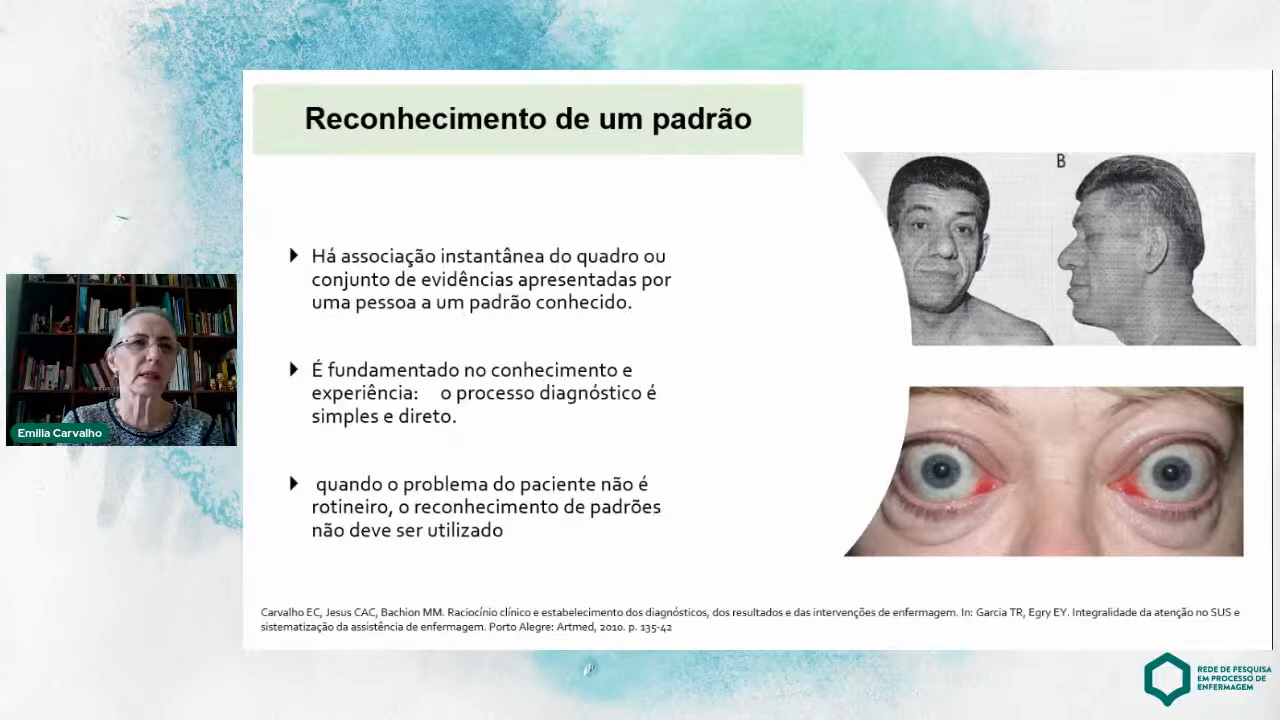 Reconhecimento de um padrão
B
Há associação instantânea do quadro ou
conjunto de evidências apresentadas por
uma pessoa a um padrão conhecido.
É fundamentado no conhecimento e
experiência: o processo diagnóstico é
simples e direto.
quando o problema do paciente não é
rotineiro, o reconhecimento de padrões
não deve ser utilizado
Emilia Carvalho
Carvalho EC, Jesus CAC, Bachion MM. Raciocínio clínico e estabelecimento dos diagnósticos, dos resultados e das intervenções de enfermagem. In: Garcia TR, Egry EY. Integralidade da atenção no SUS e
sistematização da assistência de enfermagem. Porto Alegre: Artmed, 2010. p. 135-42
REDE DE PESQUISA
EM PROCESSO DE
ENFERMAGEM